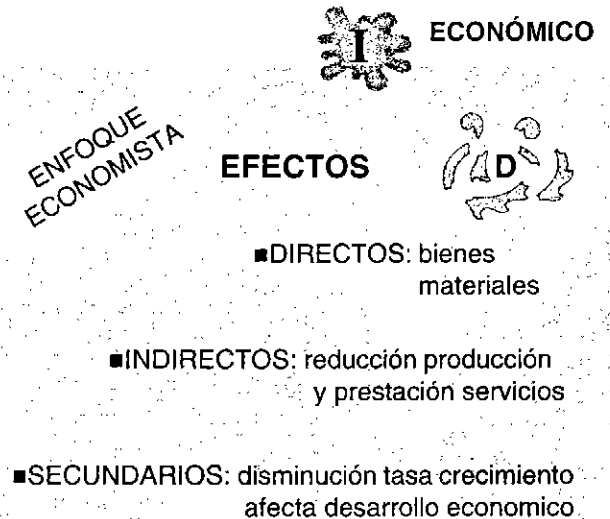 I ECONÓMICO
ENFOQUE
ECONOMISTA
EFECTOS D
■DIRECTOS: bienes
materiales
■INDIRECTOS: reducción producción
y prestación servicios
■SECUNDARIOS: disminución tasa crecimiento
afecta desarrollo economico